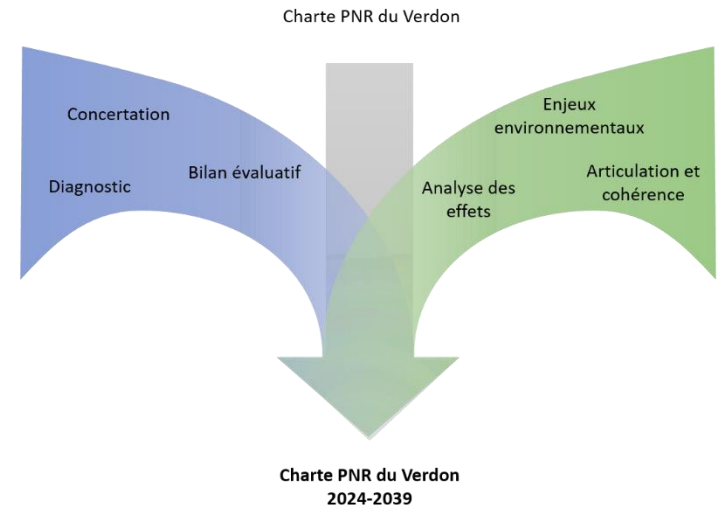 Charte PNR du Verdon
Concertation
Diagnostic
Bilan évaluatif
Enjeux
environnementaux
Analyse des
effets
Articulation et
cohérence
Charte PNR du Verdon
2024-2039